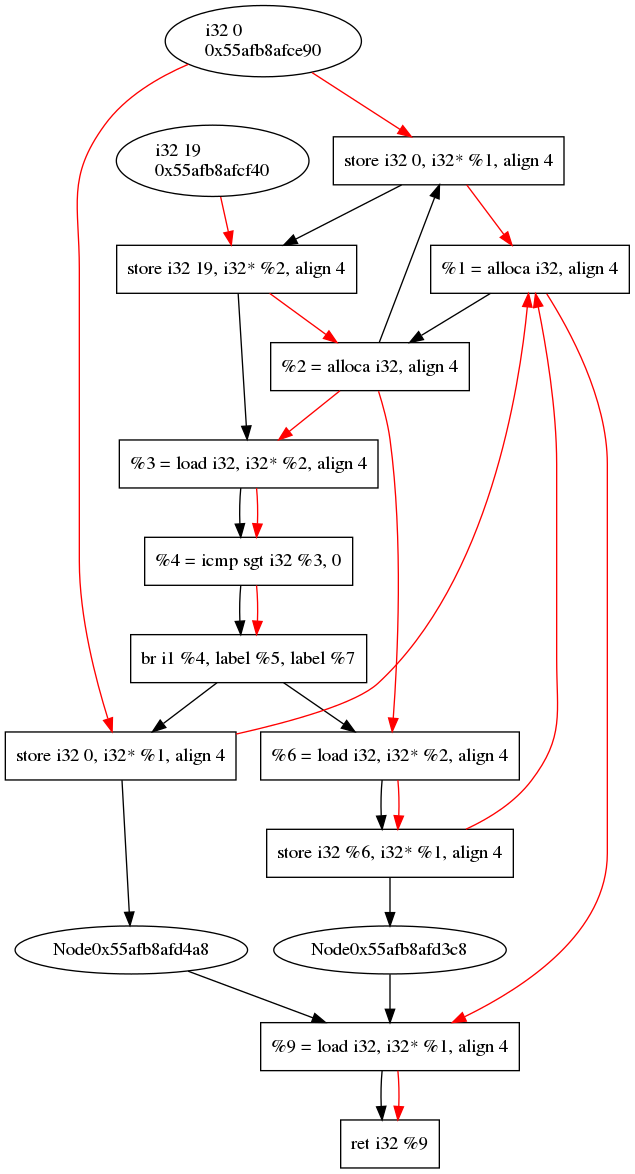 i32 0
0x55afb8afce90
i32 19
0x55afb8afcf40
store i32 0, i32* %1, align 4
store i32 19, i32* %2, align 4
%1 = alloca i32, align 4
%2 = alloca i32, align 4
%3 = load i32, i32* %2, align 4
%4 = icmp sgt i32 %3, 0
br i1 %4, label %5, label %7
store i32 0, i32* %1, align 4
%6 = load i32, i32* %2, align 4
store i32 %6, i32* %1, align 4
Node0x55afb8afd4a8
Node0x55afb8afd3c8
%9 = load i32, i32* %1, align 4
ret i32 %9